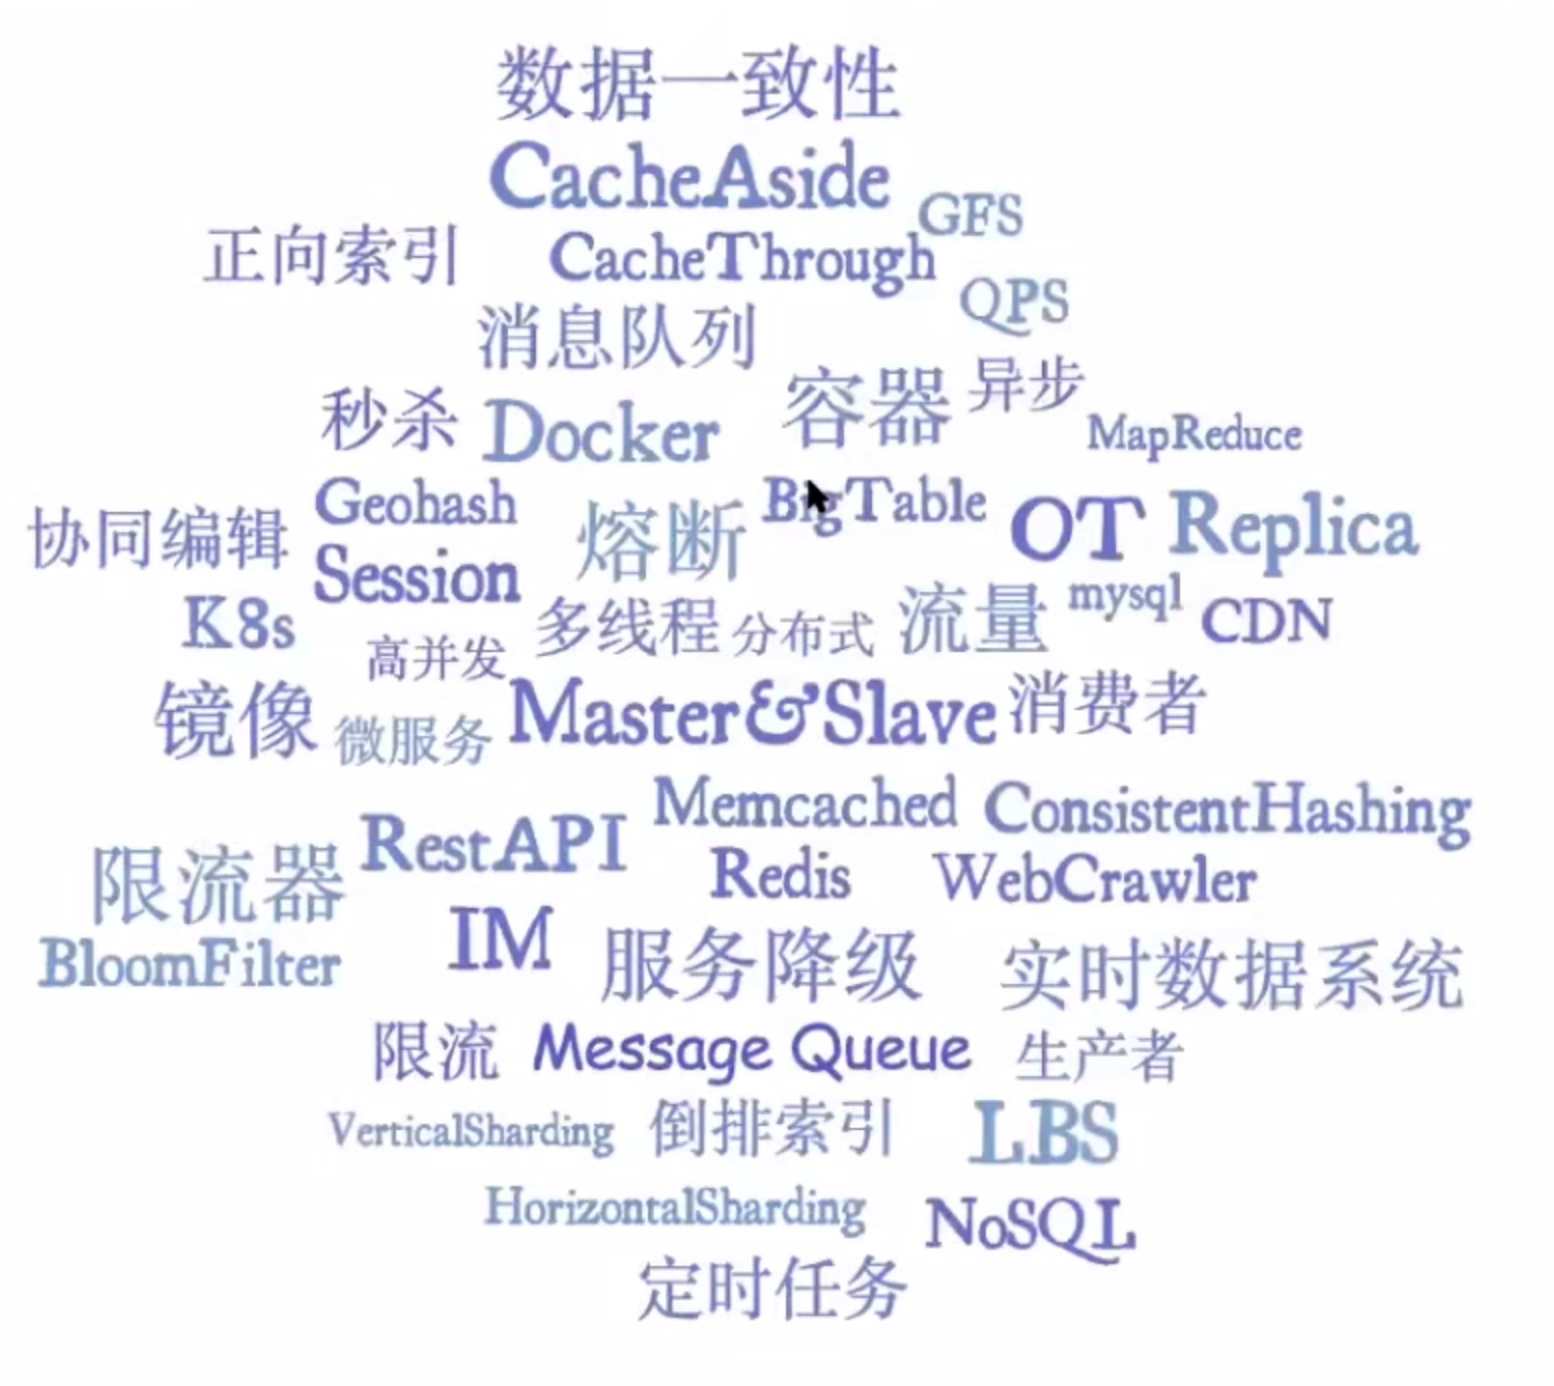 数据一致性
CacheAside
GFS
正向索引
CacheThrough
QPS
消息队列
容器
异步
秒杀
Docker
MapReduce
Geohash
BigTable
协同编辑
熔断
OT
Replica
Session
K8s
多线程
分布式
流量
mysql
CDN
高并发
镜像
微服务
Master&Slave
消费者
Memcached
ConsistentHashing
RestAPI
限流器
Redis
WebCrawler
BloomFilter
IM
服务降级
实时数据系统
限流
Message Queue
生产者
VerticalSharding
倒排索引
LBS
HorizontalSharding
NoSQL
定时任务